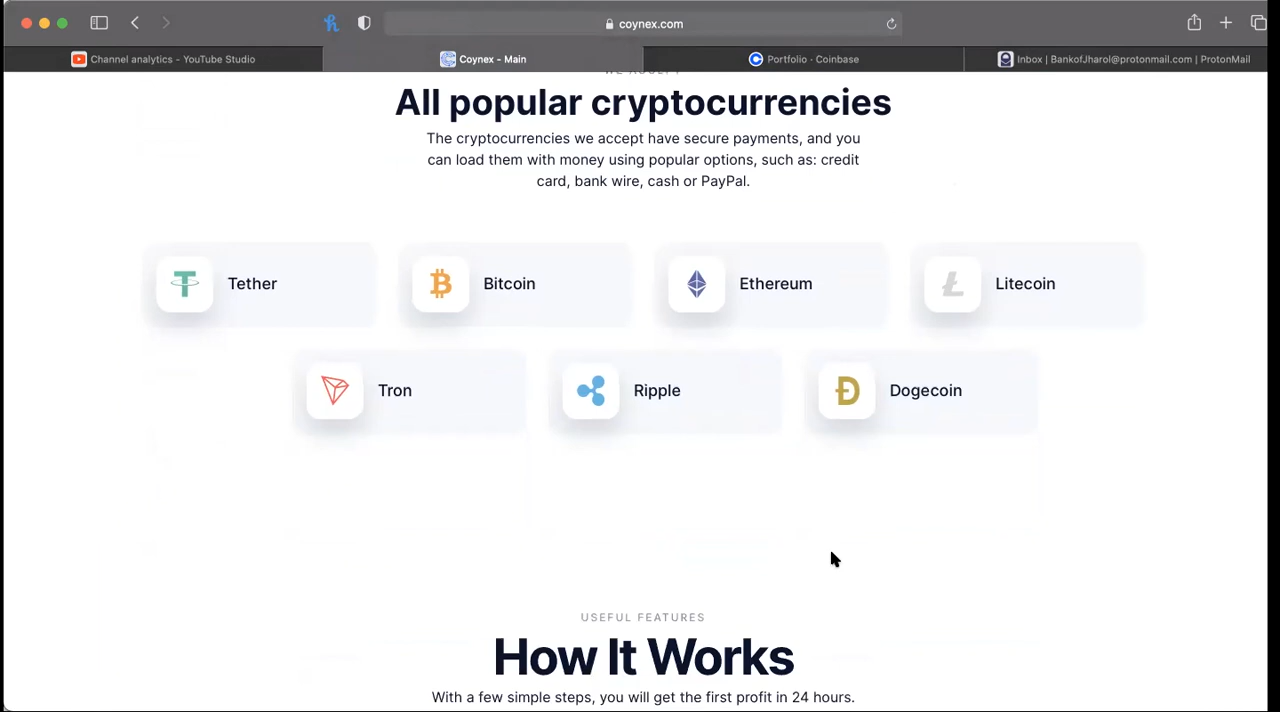 coynex.com
Channel analytics - YouTube Studio
Coynex - Main
Portfolio - Coinbase
Inbox | BankofJharol@protonmail.com | ProtonMail
All popular cryptocurrencies
The cryptocurrencies we accept have secure payments, and you
can load them with money using popular options, such as: credit
card, bank wire, cash or PayPal.
Tether
Bitcoin
Ethereum
Litecoin
Tron
Ripple
Dogecoin
USEFUL FEATURES
How It Works
With a few simple steps, you will get the first profit in 24 hours.